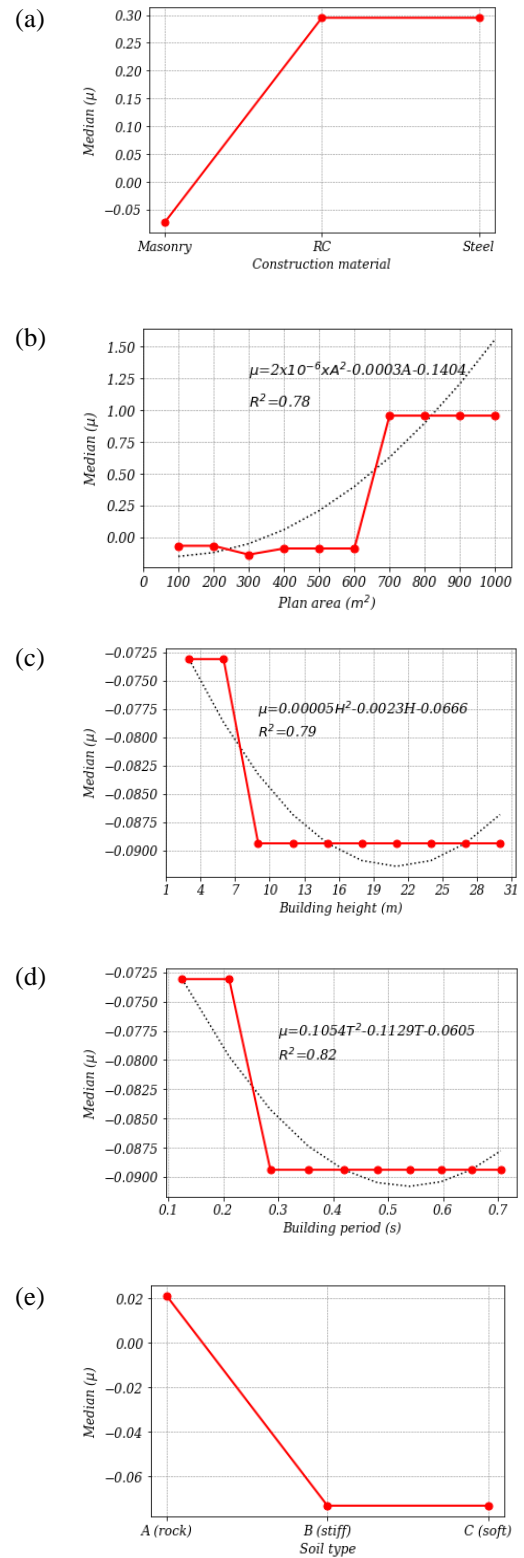 (a)
Median (μ)
0.30
0.25
0.20
0.15
0.10
0.05
0.00
−0.05
Masonry RC Steel
Construction material
(b)
Median (μ)
1.50
1.25
1.00
0.75
0.50
0.25
0.00
μ=2x10⁻⁶xA²-0.0003A-0.1404
R²=0.78
0 100 200 300 400 500 600 700 800 900 1000
Plan area (m²)
(c)
Median (μ)
−0.0725
−0.0750
−0.0775
−0.0800
−0.0825
−0.0850
−0.0875
−0.0900
μ=0.00005H²-0.0023H-0.0666
R²=0.79
1 4 7 10 13 16 19 22 25 28 31
Building height (m)
(d)
Median (μ)
−0.0725
−0.0750
−0.0775
−0.0800
−0.0825
−0.0850
−0.0875
−0.0900
μ=0.1054T²-0.1129T-0.0605
R²=0.82
0.1 0.2 0.3 0.4 0.5 0.6 0.7
Building period (s)
(e)
Median (μ)
0.02
0.00
−0.02
−0.04
−0.06
A (rock) B (stiff) C (soft)
Soil type